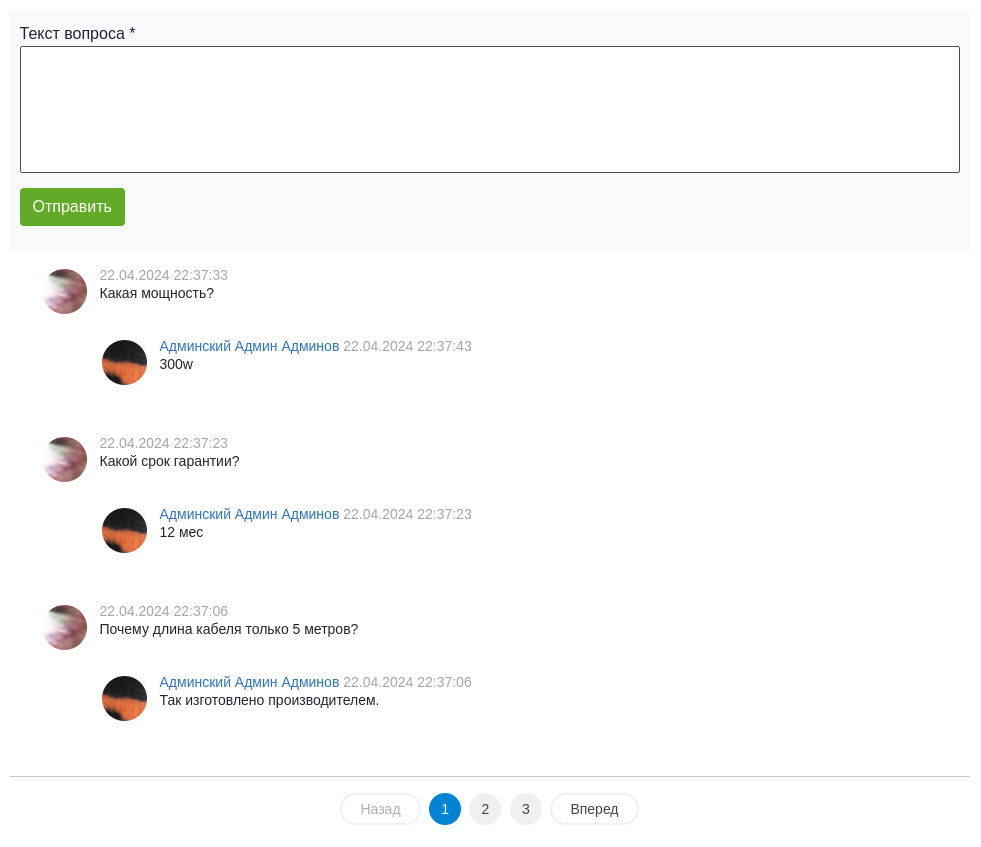 Текст вопроса *
Отправить
22.04.2024 22:37:33
Какая мощность?
Админский Админ Админов 22.04.2024 22:37:43
300w
22.04.2024 22:37:23
Какой срок гарантии?
Админский Админ Админов 22.04.2024 22:37:23
12 мес
22.04.2024 22:37:06
Почему длина кабеля только 5 метров?
Админский Админ Админов 22.04.2024 22:37:06
Так изготовлено производителем.
Назад 1 2 3 Вперед